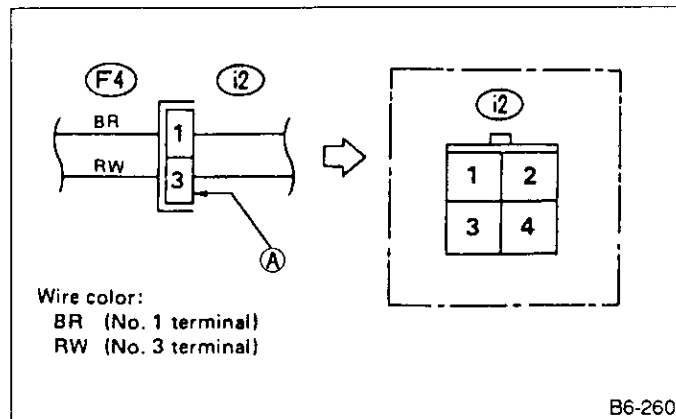 F4 i2
BR 1
RW 3
A
i2
1 2
3 4
Wire color:
BR (No. 1 terminal)
RW (No. 3 terminal)
B6-260